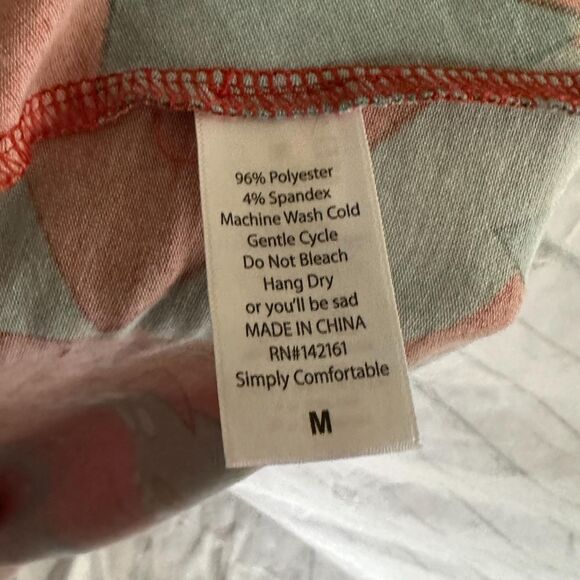 96% Polyester
4% Spandex
Machine Wash Cold
Gentle Cycle
Do Not Bleach
Hang Dry
or you'll be sad
MADE IN CHINA
RN#142161
Simply Comfortable
M